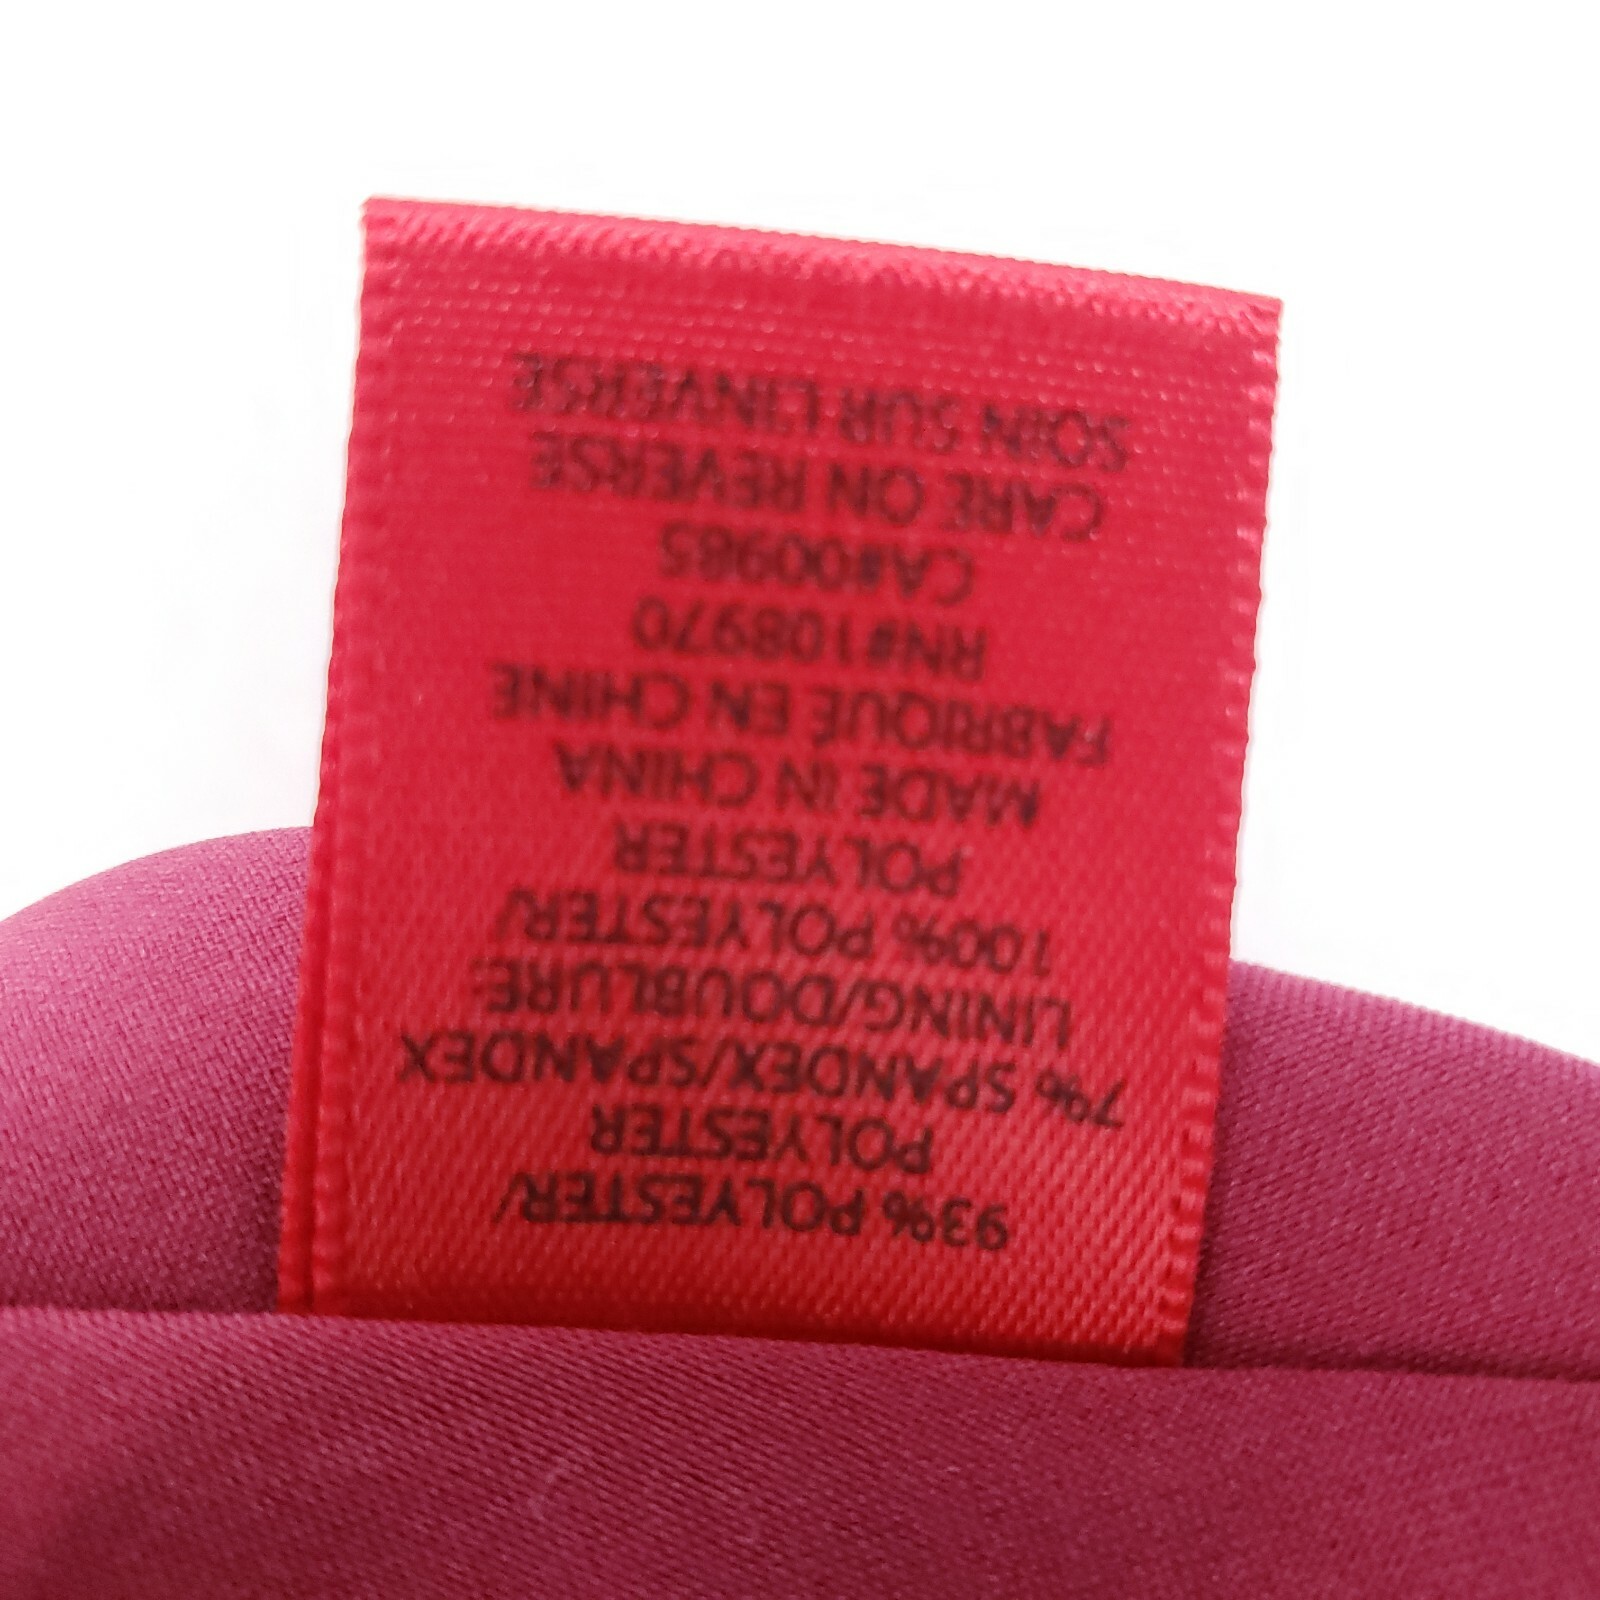 93% POLYESTER/
POLYESTER
7% SPANDEX/SPANDEX
LINING/DOUBLURE:
100% POLYESTER/
POLYESTER
MADE IN CHINA
FABRIQUÉ EN CHINE
RN#108970
CA#00985
CARE ON REVERSE
SOIN SUR L'INVERSE